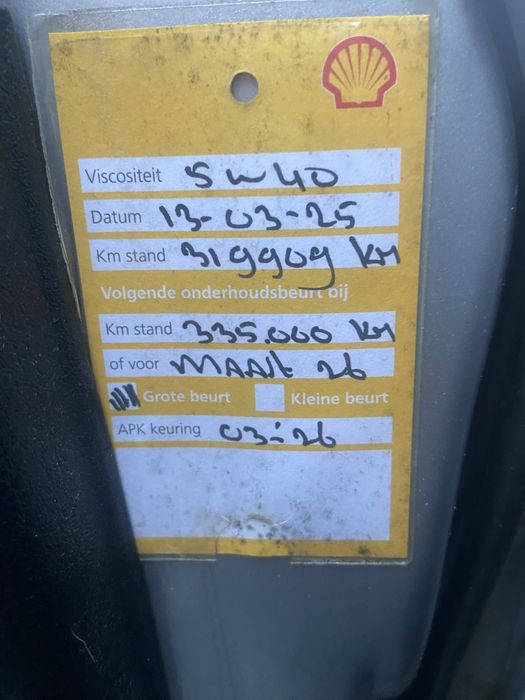 Viscositeit 5w40
Datum 13-03-25
Km stand 319909 KM
Volgende onderhoudsbeurt bij
Km stand 335.000 KM
of voor MAART 26
Grote beurt Kleine beurt
APK keuring 03-26